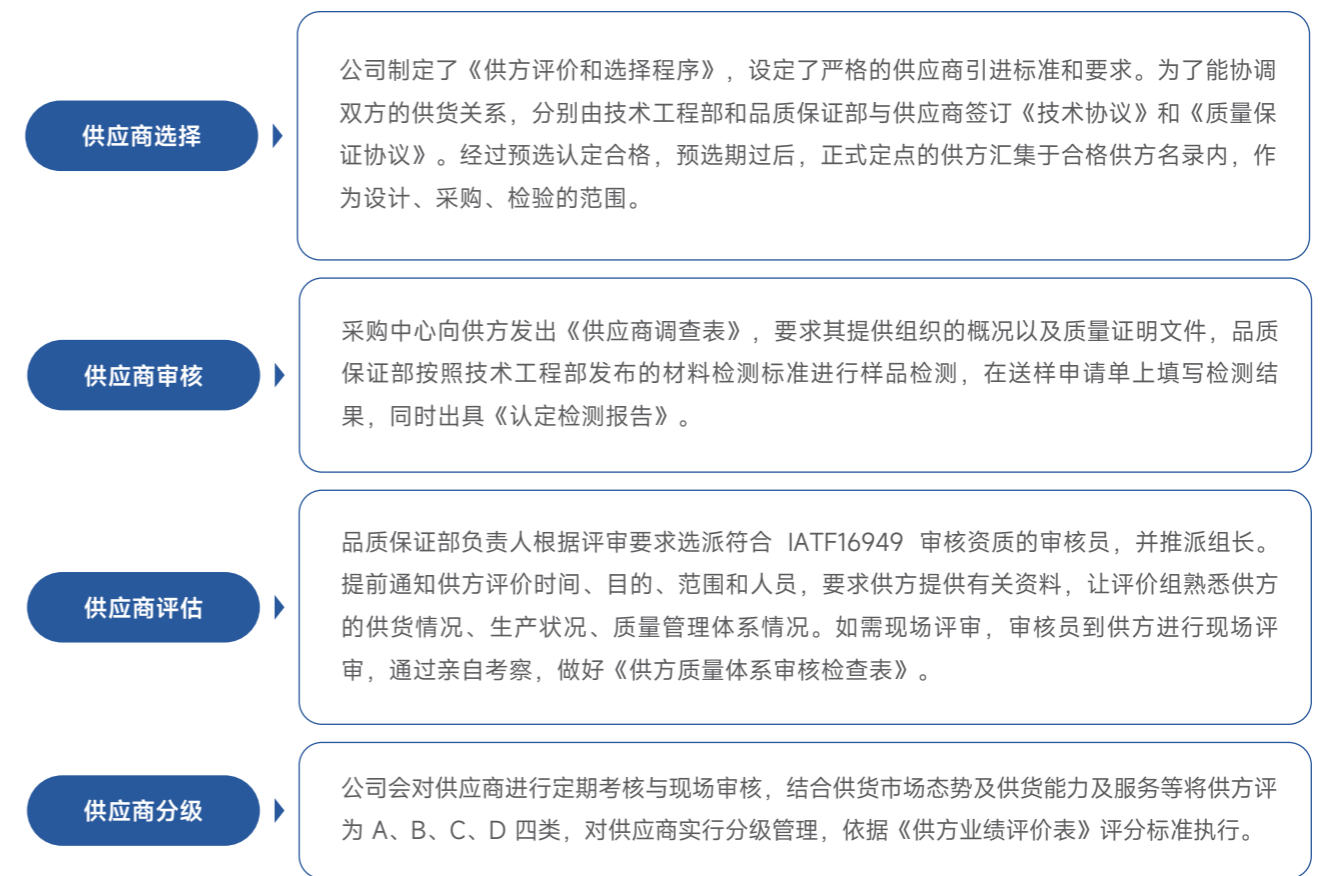 供应商选择
公司制定了《供方评价和选择程序》，设定了严格的供应商引进标准和要求。为了能协调
双方的供货关系，分别由技术工程部和品质保证部与供应商签订《技术协议》和《质量保
证协议》。经过预选认定合格，预选期过后，正式定点的供方汇集于合格供方名录内，作
为设计、采购、检验的范围。
供应商审核
采购中心向供方发出《供应商调查表》，要求其提供组织的概况以及质量证明文件，品质
保证部按照技术工程部发布的材料检测标准进行样品检测，在送样申请单上填写检测结
果，同时出具《认定检测报告》。
供应商评估
品质保证部负责人根据评审要求选派符合 IATF16949 审核资质的审核员，并推派组长。
提前通知供方评价时间、目的、范围和人员，要求供方提供有关资料，让评价组熟悉供方
的供货情况、生产状况、质量管理体系情况。如需现场评审，审核员到供方进行现场评
审，通过亲自考察，做好《供方质量体系审核检查表》。
供应商分级
公司会对供应商进行定期考核与现场审核，结合供货市场态势及供货能力及服务等将供方评
为 A、B、C、D 四类，对供应商实行分级管理，依据《供方业绩评价表》评分标准执行。